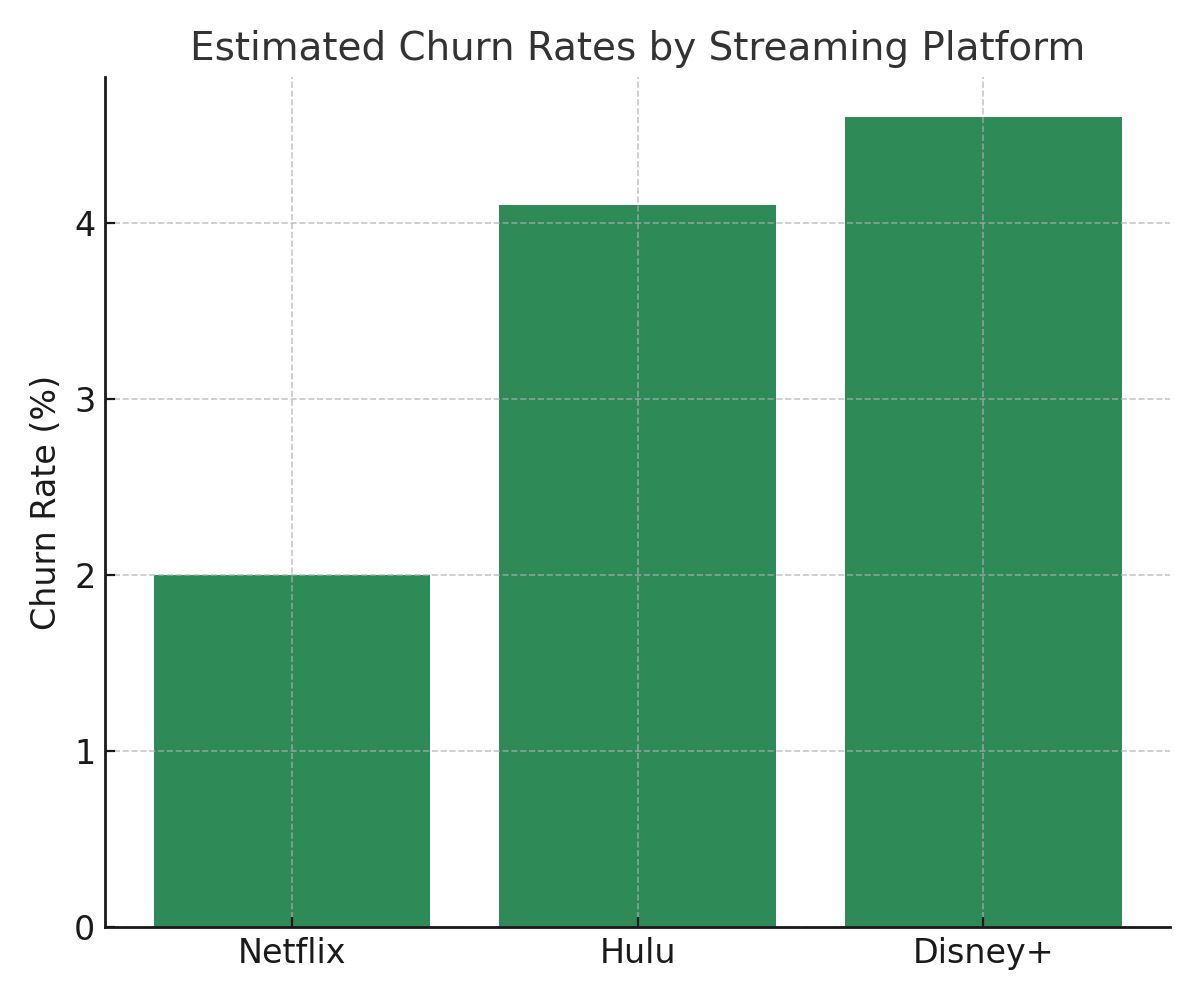 Estimated Churn Rates by Streaming Platform
Churn Rate (%)
4
3
2
1
0
Netflix
Hulu
Disney+